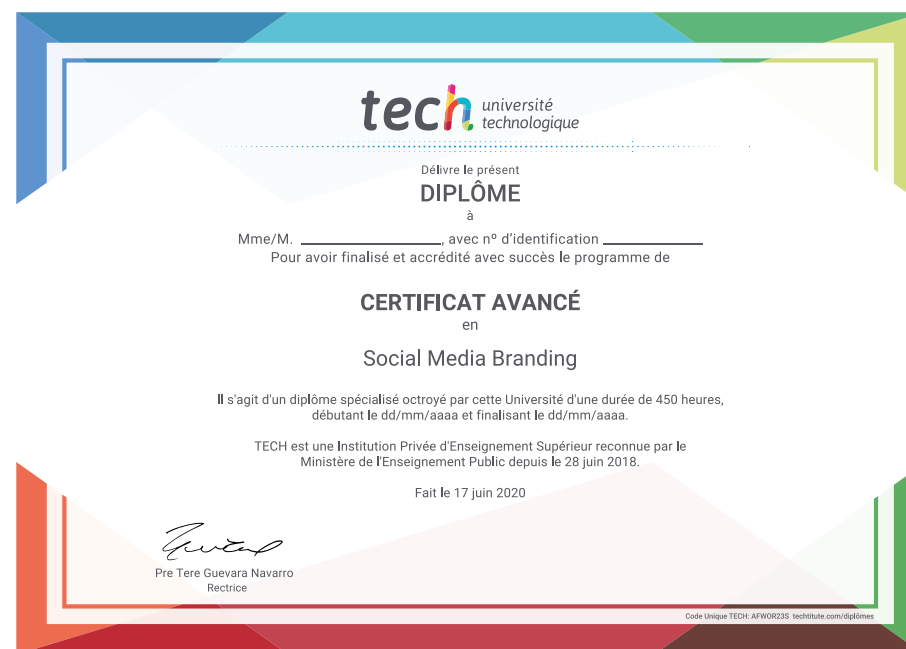 tech université
technologique
Délivre le présent
DIPLÔME
à
Mme/M. ____________________, avec nº d'identification ______________
Pour avoir finalisé et accrédité avec succès le programme de
CERTIFICAT AVANCÉ
en
Social Media Branding
Il s'agit d'un diplôme spécialisé octroyé par cette Université d'une durée de 450 heures,
débutant le dd/mm/aaaa et finalisant le dd/mm/aaaa.
TECH est une Institution Privée d'Enseignement Supérieur reconnue par le
Ministère de l'Enseignement Public depuis le 28 juin 2018.
Fait le 17 juin 2020
Pre Tere Guevara Navarro
Rectrice
Code Unique TECH: AFWOR23S techtitute.com/diplômes